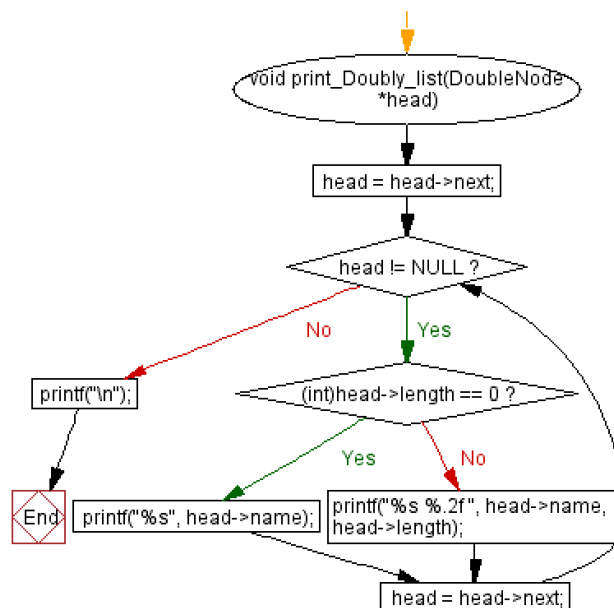 void print_Doubly_list(DoubleNode
*head)
head = head->next;
head != NULL ?
No
Yes
printf("\n");
(int)head->length == 0 ?
Yes
No
End
printf("%s", head->name);
printf("%s %.2f", head->name,
head->length);
head = head->next;